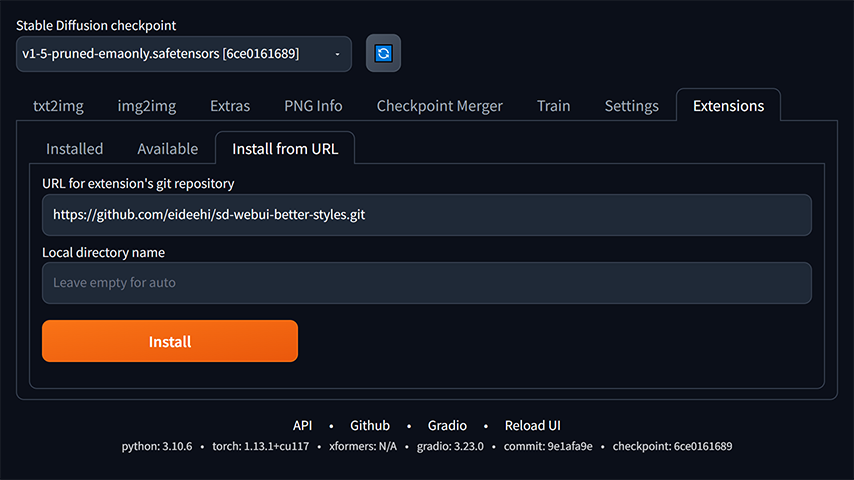 Stable Diffusion checkpoint
v1-5-pruned-emaonly.safetensors [6ce0161689]
txt2img img2img Extras PNG Info Checkpoint Merger Train Settings Extensions
Installed Available Install from URL
URL for extension's git repository
https://github.com/eideehi/sd-webui-better-styles.git
Local directory name
Leave empty for auto
Install
API • Github • Gradio • Reload UI
python: 3.10.6 • torch: 1.13.1+cu117 • xformers: N/A • gradio: 3.23.0 • commit: 9e1afa9e • checkpoint: 6ce0161689